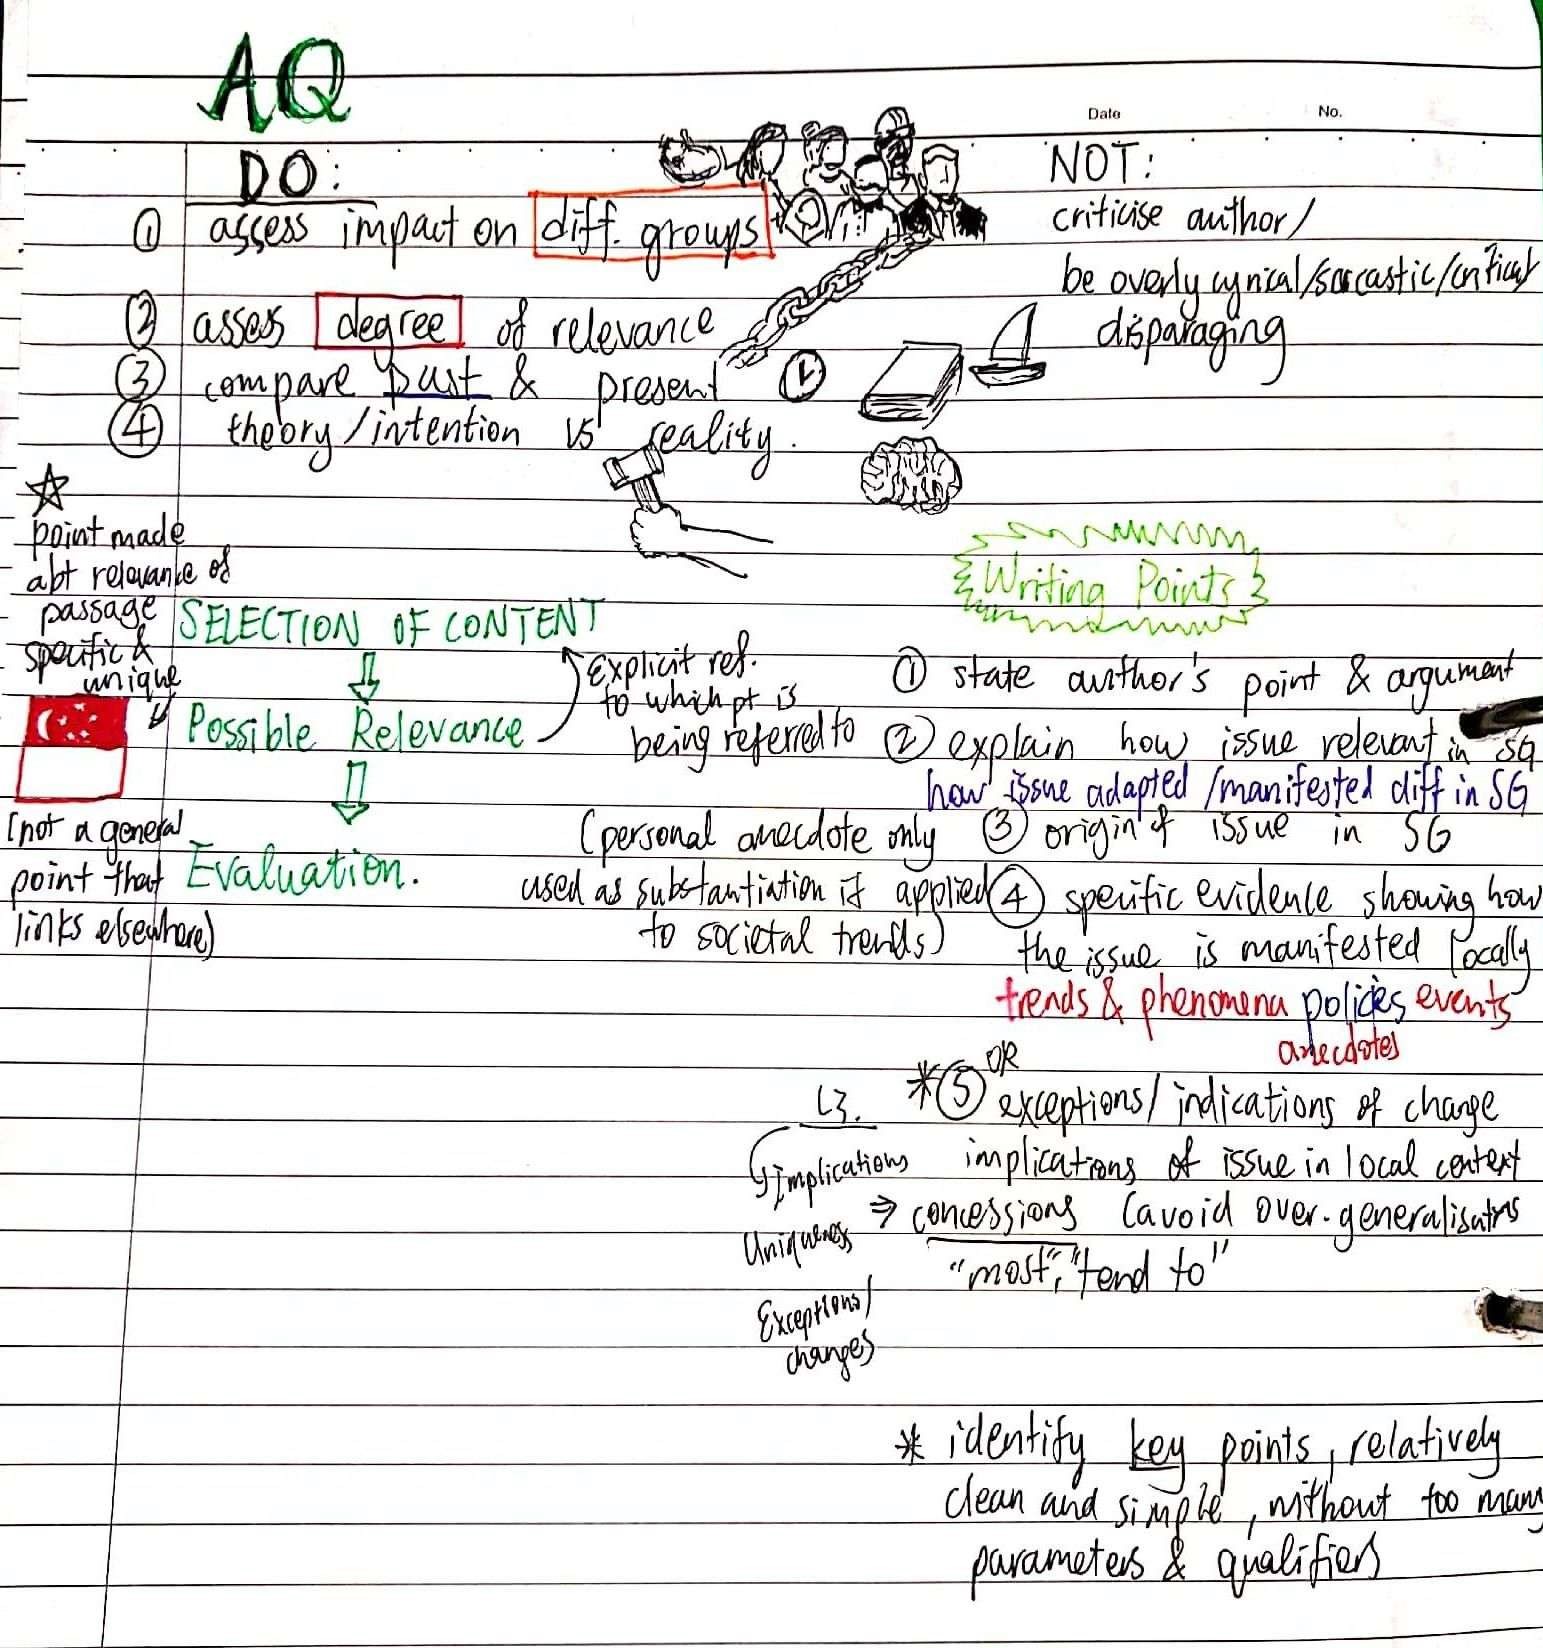 AQ
Date
No.
DO:
① assess impact on diff. groups
② assess degree of relevance
③ compare past & present
④ theory/intention vs reality.
NOT:
criticise author/
be overly cynical/sarcastic/critical
disparaging
☆
point made
abt relevance of
passage
specific &
unique
(not a general
point that
links elsewhere)
SELECTION OF CONTENT
⇓
Possible Relevance
⇓
Evaluation.
Explicit ref.
to which pt is
being referred to
(personal anecdote only
used as substantiation if applied
to societal trends)
Writing Points
① state author's point & argument
② explain how issue relevant in SG
how issue adapted/manifested diff in SG
③ origin of issue in SG
④ specific evidence showing how
the issue is manifested locally
trends & phenomena policies events
anecdotes
OR
*⑤ exceptions/indications of change
implications of issue in local context
⇒ concessions (avoid over-generalisatns
"most", "tend to"
L3.
↳ Implications
Uniqueness
Exceptions/
changes
* identify key points, relatively
clean and simple, without too many
parameters & qualifiers